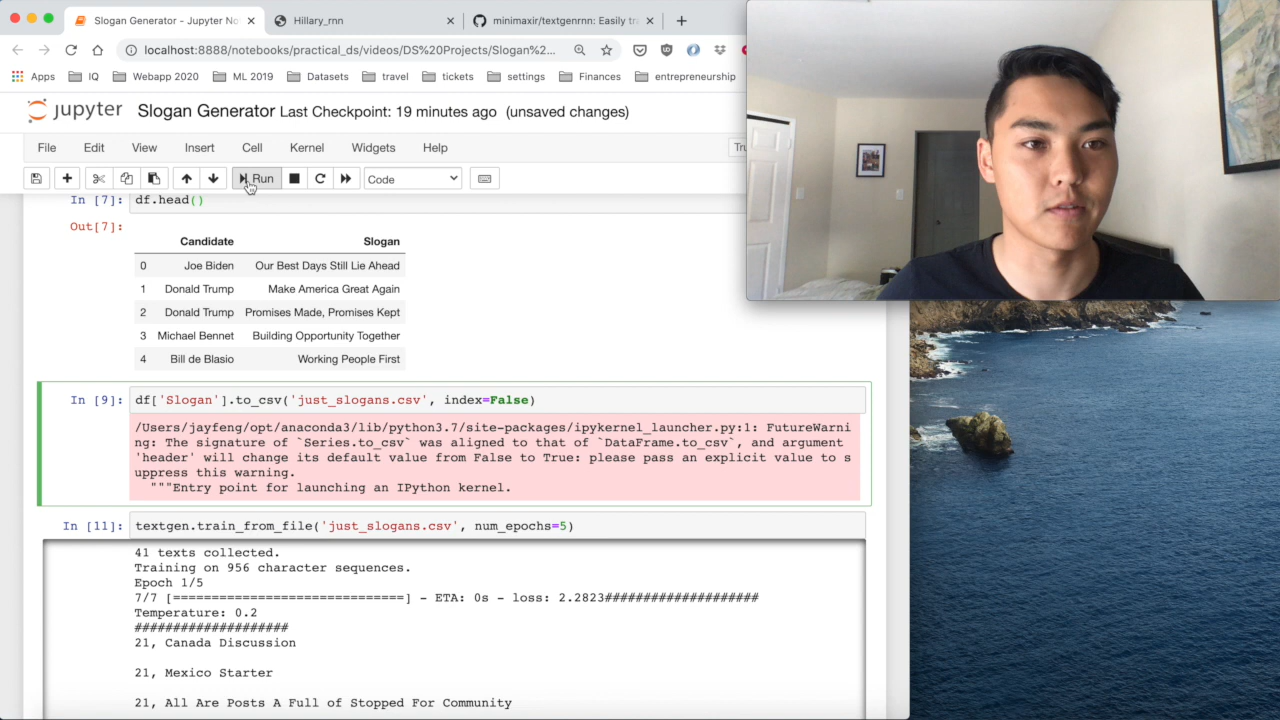 Slogan Generator - Jupyter No
Hillary_rnn
minimaxir/textgenrnn: Easily tra
localhost:8888/notebooks/practical_ds/videos/DS%20Projects/Slogan%2...
Apps IQ Webapp 2020 ML 2019 Datasets travel tickets settings Finances entrepreneurship
jupyter Slogan Generator Last Checkpoint: 19 minutes ago (unsaved changes)
File Edit View Insert Cell Kernel Widgets Help
Run Code
In [7]: df.head()
Out[7]:
Candidate Slogan
0 Joe Biden Our Best Days Still Lie Ahead
1 Donald Trump Make America Great Again
2 Donald Trump Promises Made, Promises Kept
3 Michael Bennet Building Opportunity Together
4 Bill de Blasio Working People First
In [9]: df['Slogan'].to_csv('just_slogans.csv', index=False)
/Users/jayfeng/opt/anaconda3/lib/python3.7/site-packages/ipykernel_launcher.py:1: FutureWarni
ng: The signature of `Series.to_csv` was aligned to that of `DataFrame.to_csv`, and argument
'header' will change its default value from False to True: please pass an explicit value to s
uppress this warning.
"""Entry point for launching an IPython kernel.
In [11]: textgen.train_from_file('just_slogans.csv', num_epochs=5)
41 texts collected.
Training on 956 character sequences.
Epoch 1/5
7/7 [==============================] - ETA: 0s - loss: 2.2823####################
Temperature: 0.2
####################
21, Canada Discussion
21, Mexico Starter
21, All Are Posts A Full of Stopped For Community